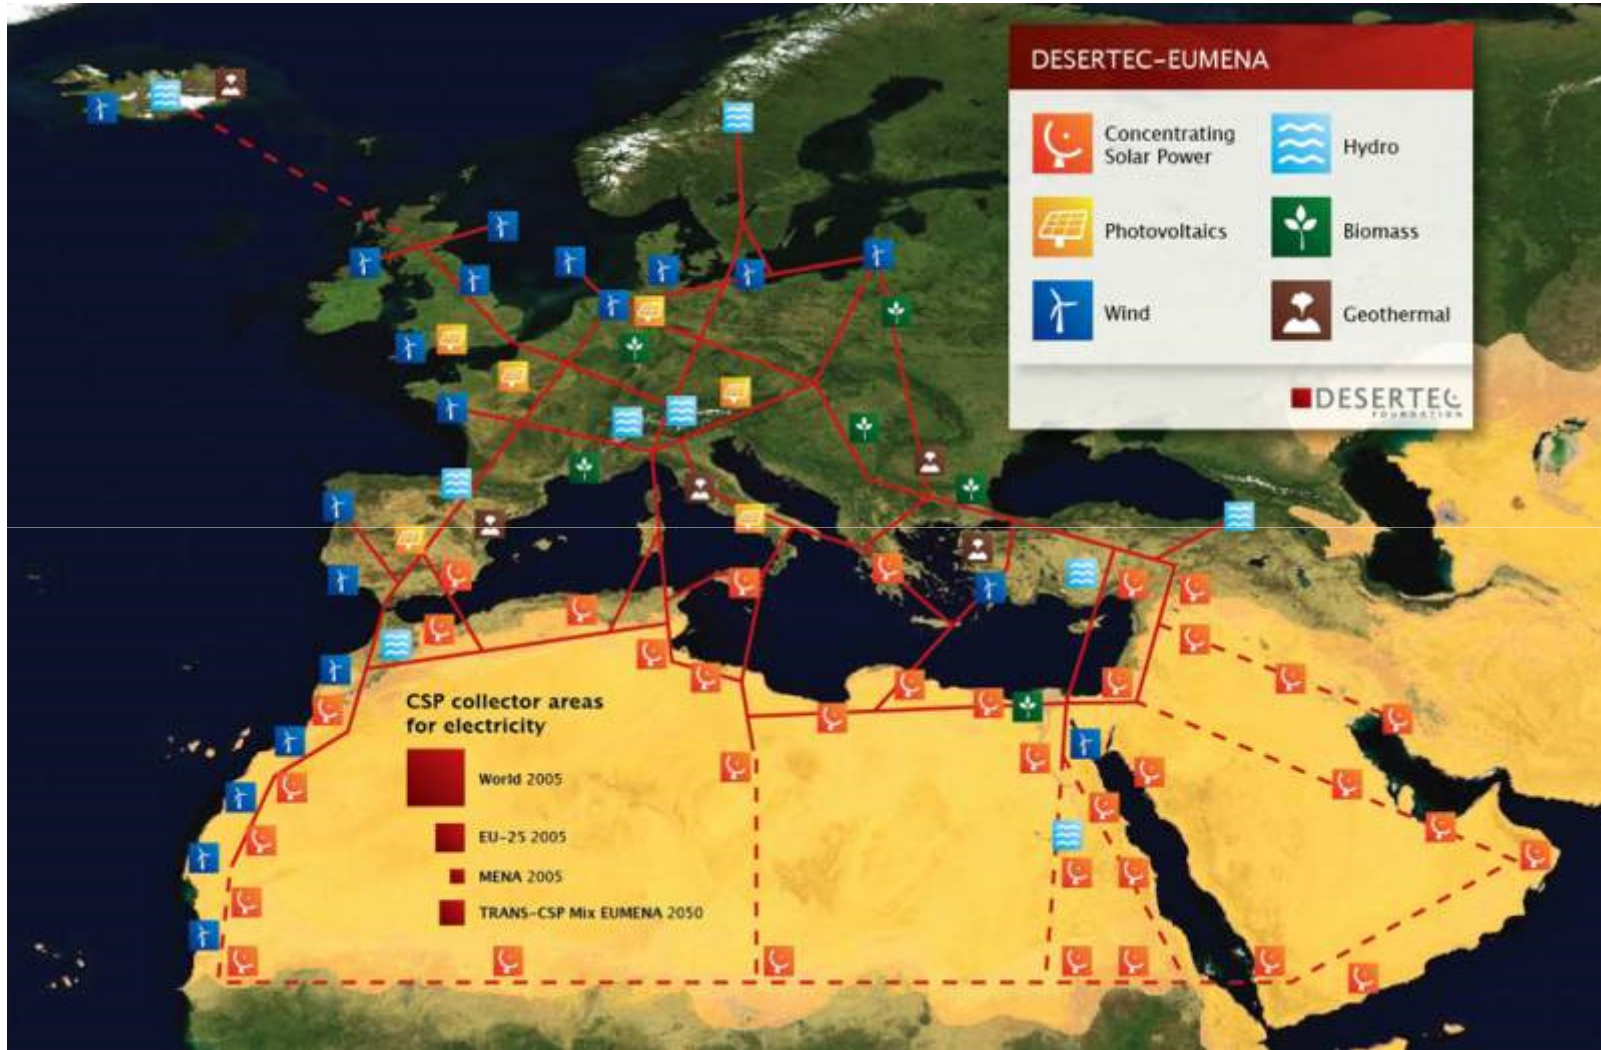 DESERTEC-EUMENA
Concentrating
Solar Power
Hydro
Photovoltaics
Biomass
Wind
Geothermal
DESERTEC
FOUNDATION
CSP collector areas
for electricity
World 2005
EU-25 2005
MENA 2005
TRANS-CSP Mix EUMENA 2050